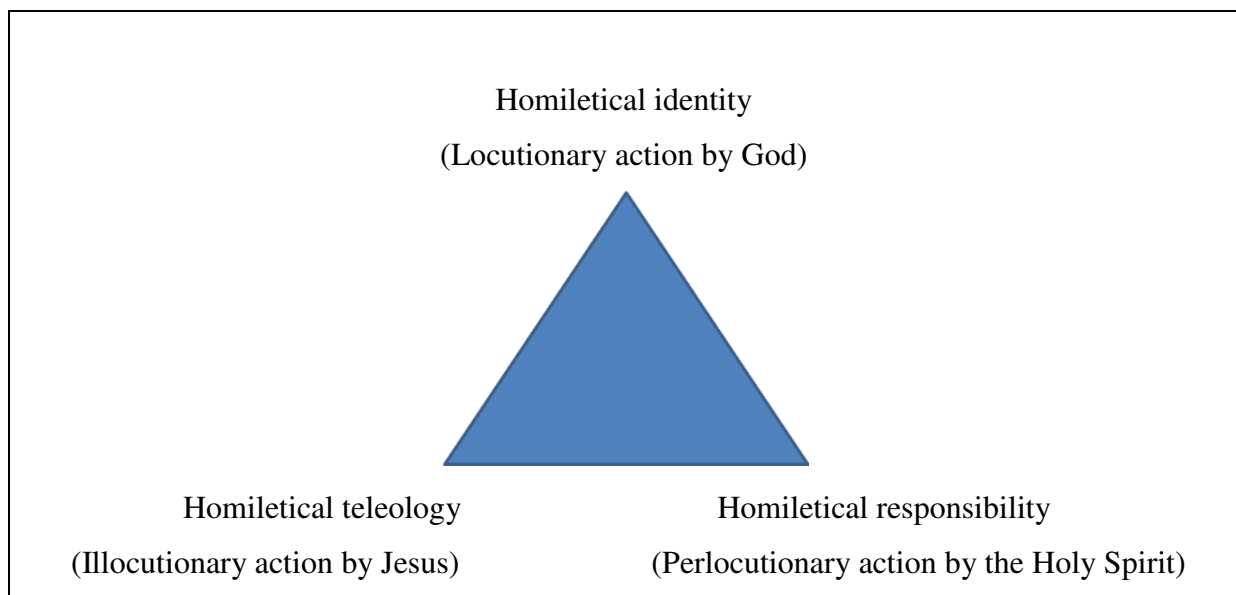 Homiletical identity
(Locutionary action by God)
Homiletical teleology
Homiletical responsibility
(Illocutionary action by Jesus)
(Perlocutionary action by the Holy Spirit)